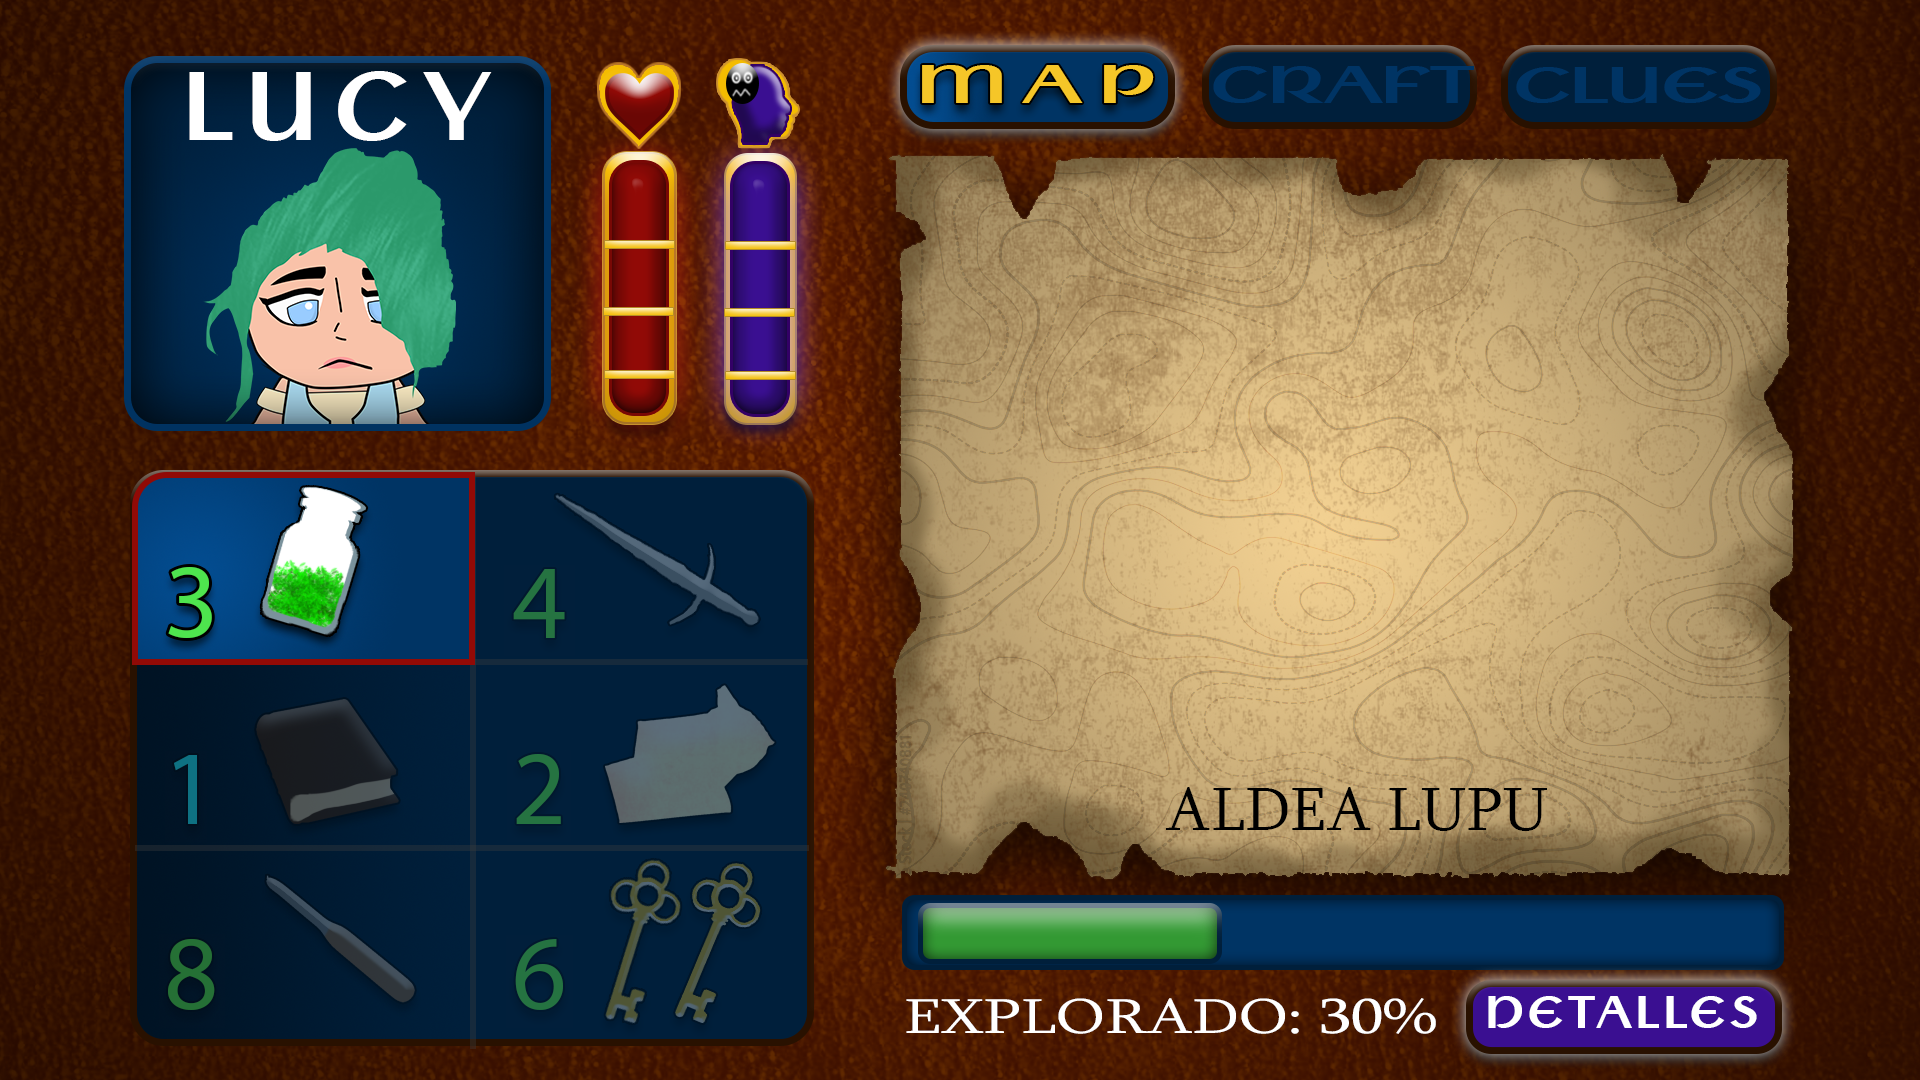 LUCY
MAP
CRAFT
CLUES
3
4
1
2
8
6
ALDEA LUPU
EXPLORADO: 30%
DETALLES